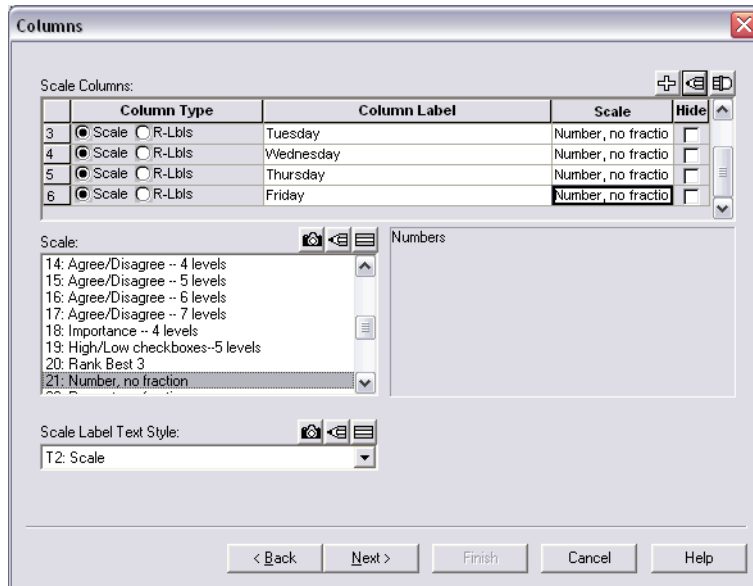 Columns
Scale Columns:
Column Type Column Label Scale Hide
3 Scale R-Lbls Tuesday Number, no fractio
4 Scale R-Lbls Wednesday Number, no fractio
5 Scale R-Lbls Thursday Number, no fractio
6 Scale R-Lbls Friday Number, no fractio
Scale:
Numbers
14: Agree/Disagree -- 4 levels
15: Agree/Disagree -- 5 levels
16: Agree/Disagree -- 6 levels
17: Agree/Disagree -- 7 levels
18: Importance -- 4 levels
19: High/Low checkboxes--5 levels
20: Rank Best 3
21: Number, no fraction
Scale Label Text Style:
T2: Scale
< Back Next > Finish Cancel Help